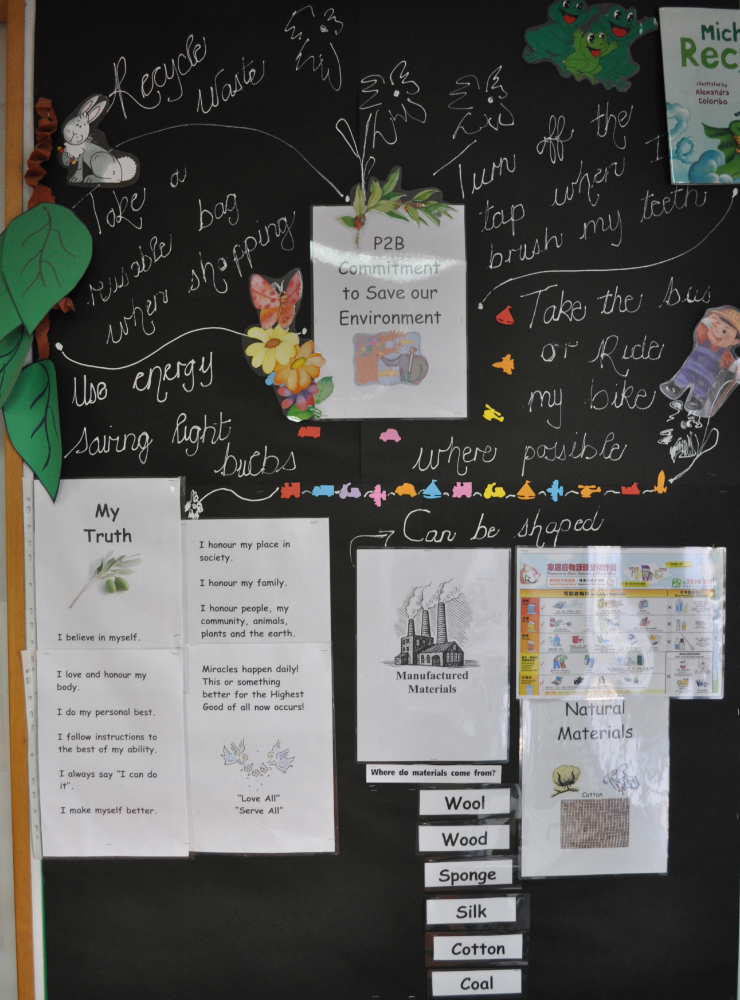 Recycle
Waste
Take a
reusable bag
when shopping
Use energy
saving light
bulbs
P2B
Commitment
to Save our
Environment
Turn off the
tap when I
brush my teeth
Take the bus
or Ride
my bike
where possible
Mich
Rec
illustrated by
Alexandra
Colombo
My
Truth
I believe in myself.
I love and honour my
body.
I do my personal best.
I follow instructions to
the best of my ability.
I always say "I can do
it".
I make myself better.
I honour my place in
society.
I honour my family.
I honour people, my
community, animals,
plants and the earth.
Miracles happen daily!
This or something
better for the Highest
Good of all now occurs!
"Love All"
"Serve All"
Can be shaped
Manufactured
Materials
Where do materials come from?
Wool
Wood
Sponge
Silk
Cotton
Coal
家居廢物源頭分類計劃
可回收物料
Natural
Materials
Cotton